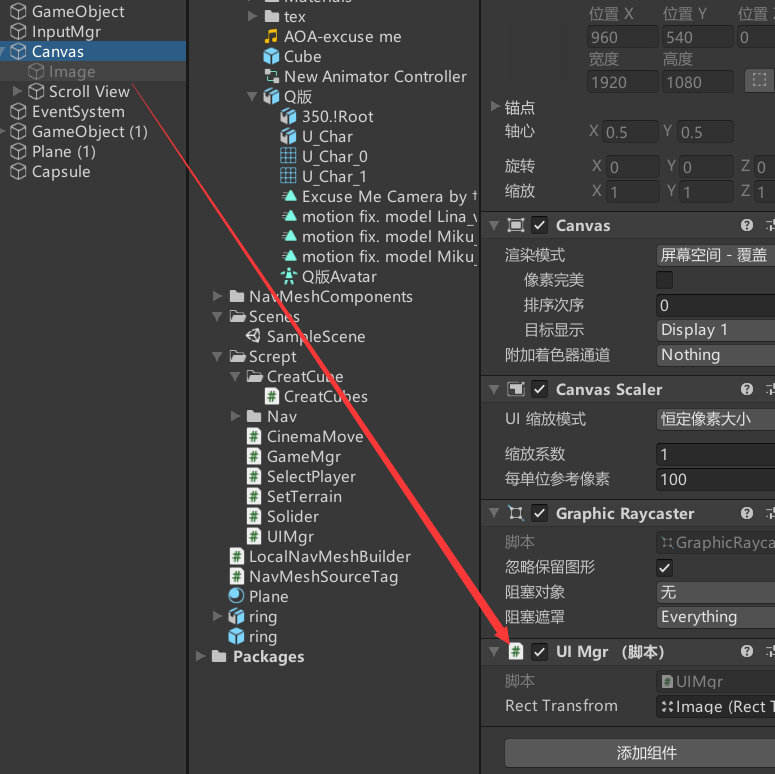 GameObject
InputMgr
Canvas
Image
Scroll View
EventSystem
GameObject (1)
Plane (1)
Capsule
Materials
tex
AOA-excuse me
Cube
New Animator Controller
Q版
350.!Root
U_Char
U_Char_0
U_Char_1
Excuse Me Camera by
motion fix. model Lina_
motion fix. model Miku_
motion fix. model Miku_
Q版Avatar
NavMeshComponents
Scenes
SampleScene
Scrept
CreatCube
CreatCubes
Nav
CinemaMove
GameMgr
SelectPlayer
SetTerrain
Solider
UIMgr
LocalNavMeshBuilder
NavMeshSourceTag
Plane
ring
ring
Packages
位置 X 位置 Y 位置
960 540 0
宽度 高度
1920 1080
锚点
轴心 X 0.5 Y 0.5
旋转 X 0 Y 0 Z 0
缩放 X 1 Y 1 Z 1
Canvas
渲染模式 屏幕空间 - 覆盖
像素完美
排序次序 0
目标显示 Display 1
附加着色器通道 Nothing
Canvas Scaler
UI 缩放模式 恒定像素大小
缩放系数 1
每单位参考像素 100
Graphic Raycaster
脚本 GraphicRayca
忽略保留图形
阻塞对象 无
阻塞遮罩 Everything
UI Mgr （脚本）
脚本 UIMgr
Rect Transfrom Image (Rect T
添加组件